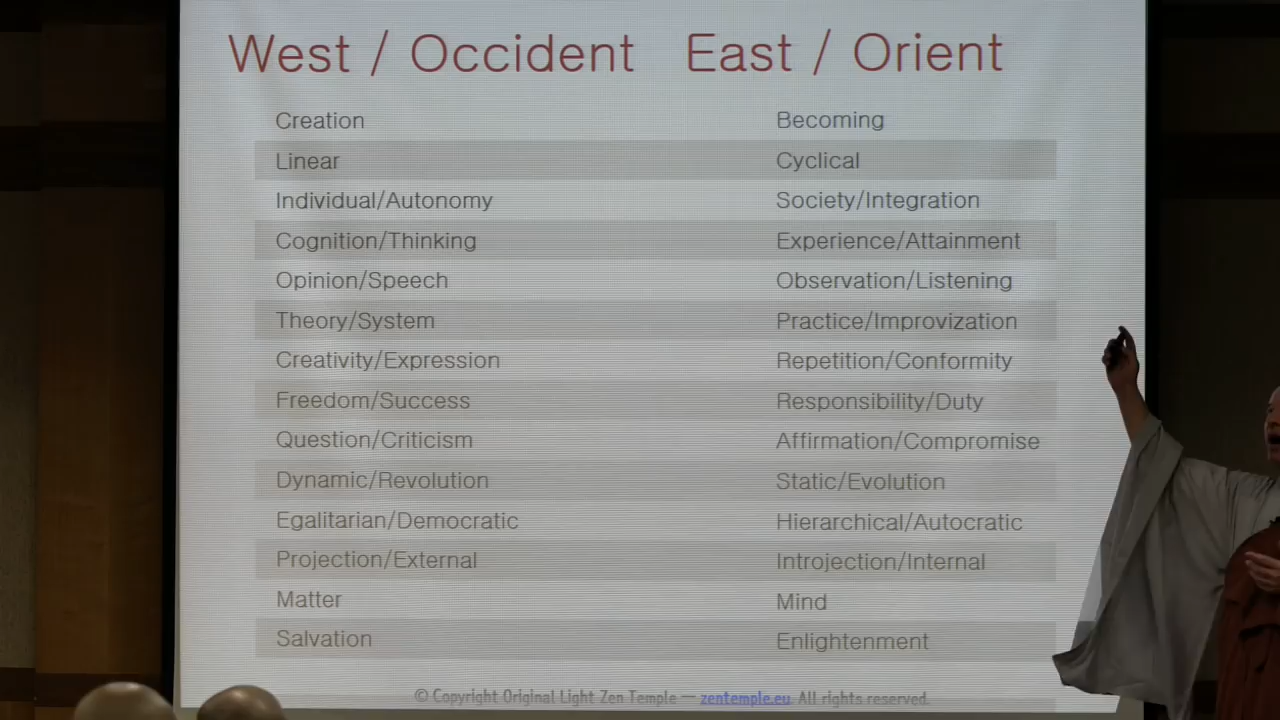 West / Occident East / Orient
Creation Becoming
Linear Cyclical
Individual/Autonomy Society/Integration
Cognition/Thinking Experience/Attainment
Opinion/Speech Observation/Listening
Theory/System Practice/Improvization
Creativity/Expression Repetition/Conformity
Freedom/Success Responsibility/Duty
Question/Criticism Affirmation/Compromise
Dynamic/Revolution Static/Evolution
Egalitarian/Democratic Hierarchical/Autocratic
Projection/External Introjection/Internal
Matter Mind
Salvation Enlightenment
© Copyright Original Light Zen Temple — zentemple.eu. All rights reserved.